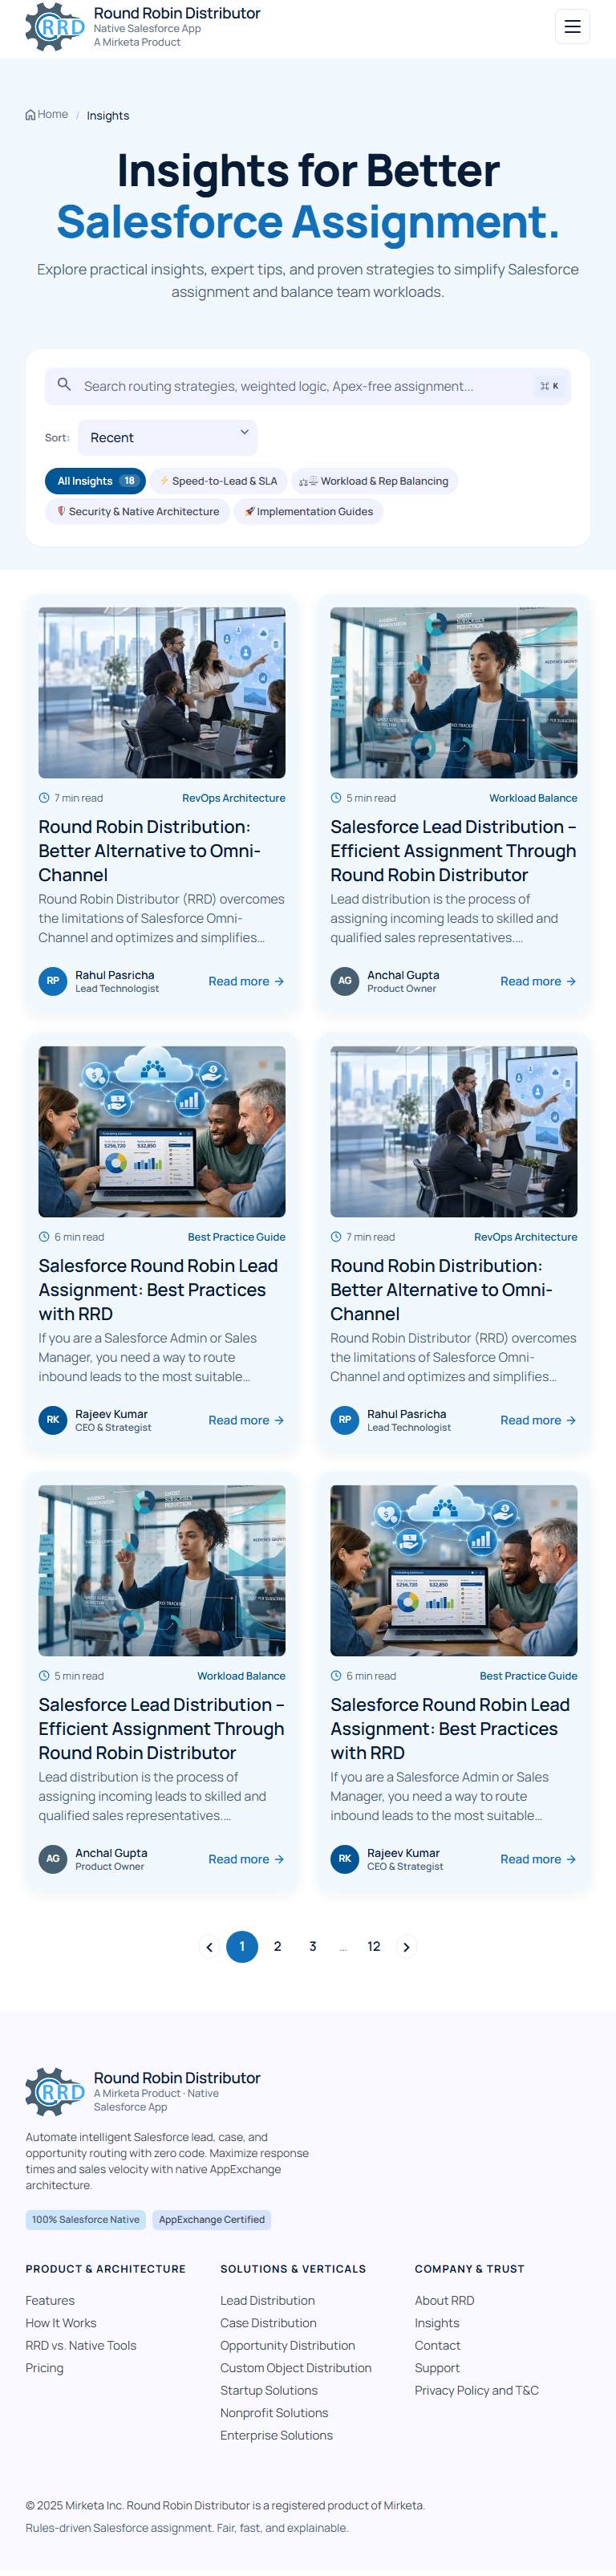 RRD
Round Robin Distributor
Native Salesforce App
A Mirketa Product
Home / Insights
Insights for Better
Salesforce Assignment.
Explore practical insights, expert tips, and proven strategies to simplify Salesforce
assignment and balance team workloads.
Search routing strategies, weighted logic, Apex-free assignment...
⌘ K
Sort: Recent
All Insights 18
⚡ Speed-to-Lead & SLA
⚖️ Workload & Rep Balancing
🛡️ Security & Native Architecture
🚀 Implementation Guides
7 min read RevOps Architecture
Round Robin Distribution:
Better Alternative to Omni-
Channel
Round Robin Distributor (RRD) overcomes
the limitations of Salesforce Omni-
Channel and optimizes and simplifies…
RP
Rahul Pasricha
Lead Technologist
Read more →
GHOST
SUBSCRIBER
REDUCTION
5 min read Workload Balance
Salesforce Lead Distribution –
Efficient Assignment Through
Round Robin Distributor
Lead distribution is the process of
assigning incoming leads to skilled and
qualified sales representatives.…
AG
Anchal Gupta
Product Owner
Read more →
$256,720
$32,850
6 min read Best Practice Guide
Salesforce Round Robin Lead
Assignment: Best Practices
with RRD
If you are a Salesforce Admin or Sales
Manager, you need a way to route
inbound leads to the most suitable…
RK
Rajeev Kumar
CEO & Strategist
Read more →
7 min read RevOps Architecture
Round Robin Distribution:
Better Alternative to Omni-
Channel
Round Robin Distributor (RRD) overcomes
the limitations of Salesforce Omni-
Channel and optimizes and simplifies…
RP
Rahul Pasricha
Lead Technologist
Read more →
GHOST
SUBSCRIBER
REDUCTION
5 min read Workload Balance
Salesforce Lead Distribution –
Efficient Assignment Through
Round Robin Distributor
Lead distribution is the process of
assigning incoming leads to skilled and
qualified sales representatives.…
AG
Anchal Gupta
Product Owner
Read more →
$256,720
$32,850
6 min read Best Practice Guide
Salesforce Round Robin Lead
Assignment: Best Practices
with RRD
If you are a Salesforce Admin or Sales
Manager, you need a way to route
inbound leads to the most suitable…
RK
Rajeev Kumar
CEO & Strategist
Read more →
1 2 3 ... 12
RRD
Round Robin Distributor
A Mirketa Product · Native
Salesforce App
Automate intelligent Salesforce lead, case, and
opportunity routing with zero code. Maximize response
times and sales velocity with native AppExchange
architecture.
100% Salesforce Native
AppExchange Certified
PRODUCT & ARCHITECTURE
Features
How It Works
RRD vs. Native Tools
Pricing
SOLUTIONS & VERTICALS
Lead Distribution
Case Distribution
Opportunity Distribution
Custom Object Distribution
Startup Solutions
Nonprofit Solutions
Enterprise Solutions
COMPANY & TRUST
About RRD
Insights
Contact
Support
Privacy Policy and T&C
© 2025 Mirketa Inc. Round Robin Distributor is a registered product of Mirketa.
Rules-driven Salesforce assignment. Fair, fast, and explainable.